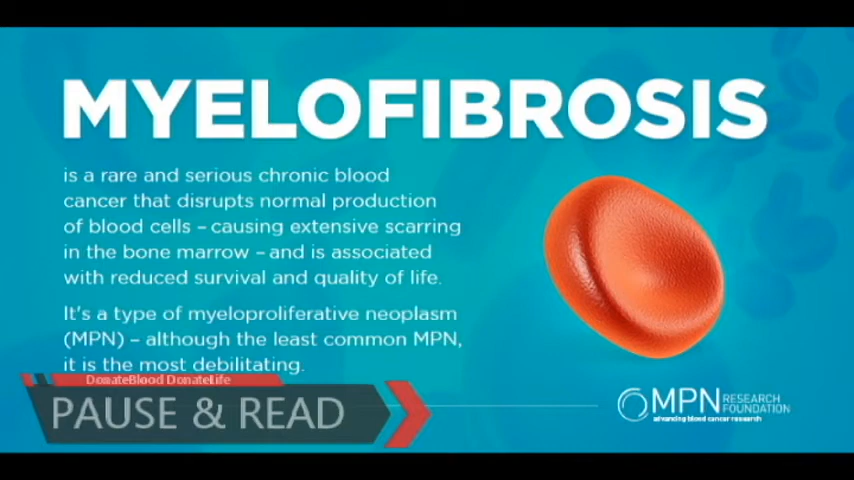 MYELOFIBROSIS
is a rare and serious chronic blood
cancer that disrupts normal production
of blood cells – causing extensive scarring
in the bone marrow – and is associated
with reduced survival and quality of life.
It's a type of myeloproliferative neoplasm
(MPN) – although the least common MPN,
it is the most debilitating.
DonateBlood DonateLife
PAUSE & READ
MPN RESEARCH
FOUNDATION
advancing blood cancer research